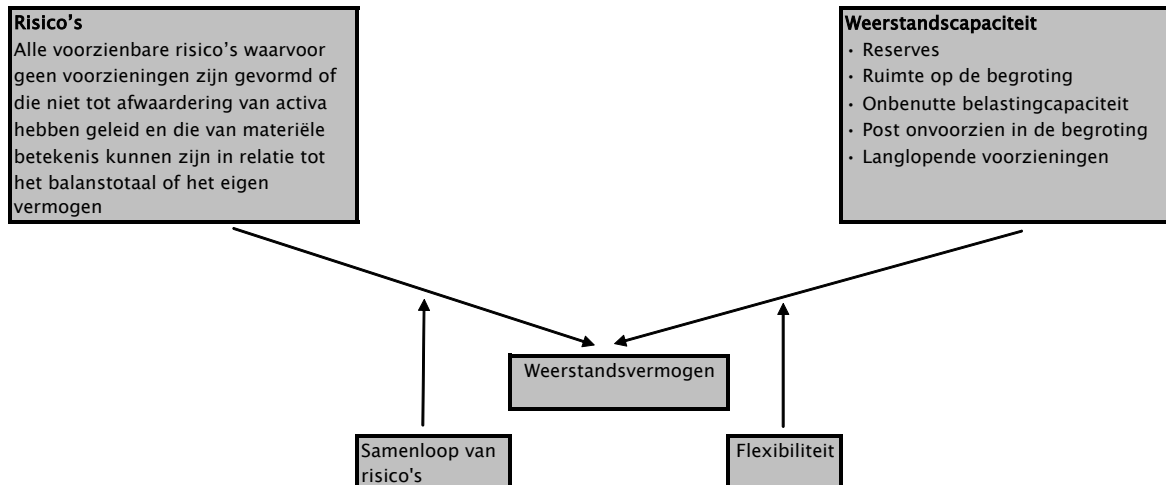 Risico's
Alle voorzienbare risico's waarvoor
geen voorzieningen zijn gevormd of
die niet tot afwaardering van activa
hebben geleid en die van materiële
betekenis kunnen zijn in relatie tot
het balanstotaal of het eigen
vermogen
Weerstandscapaciteit
• Reserves
• Ruimte op de begroting
• Onbenutte belastingcapaciteit
• Post onvoorzien in de begroting
• Langlopende voorzieningen
Weerstandsvermogen
Samenloop van
risico's
Flexibiliteit